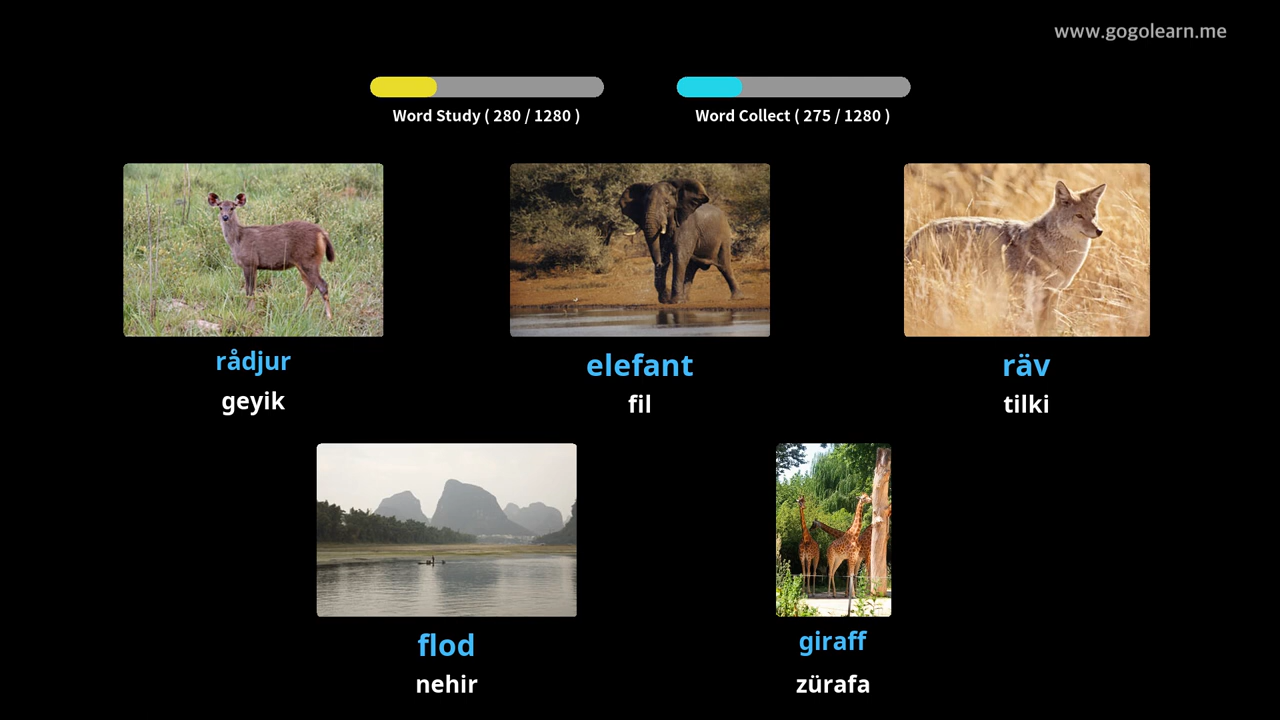 www.gogolearn.me
Word Study ( 280 / 1280 )
Word Collect ( 275 / 1280 )
rådjur
geyik
elefant
fil
räv
tilki
flod
nehir
giraff
zürafa